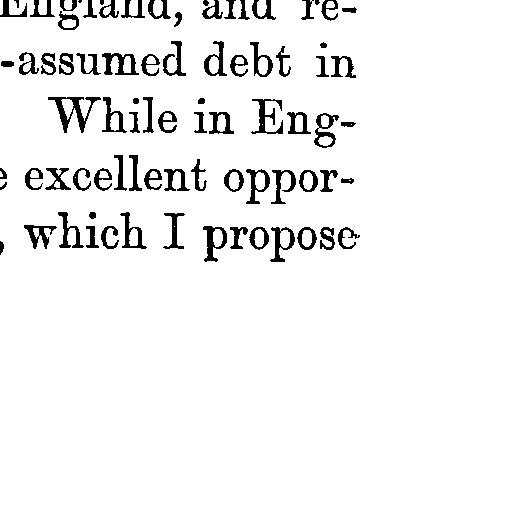 England, and re-
-assumed debt in
While in Eng-
excellent oppor-
, which I propose